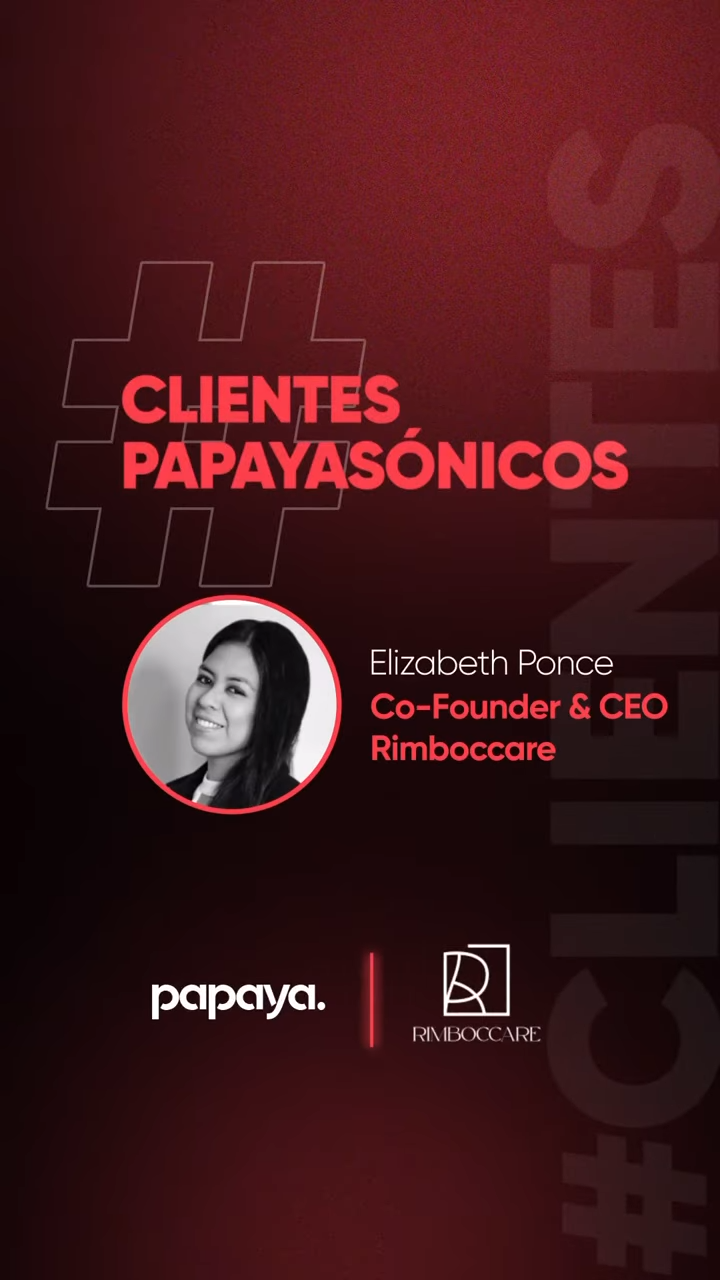 #
CLIENTES
PAPAYASÓNICOS
Elizabeth Ponce
Co-Founder & CEO
Rimboccare
papaya.
RIMBOCCARE
#CLIENTES